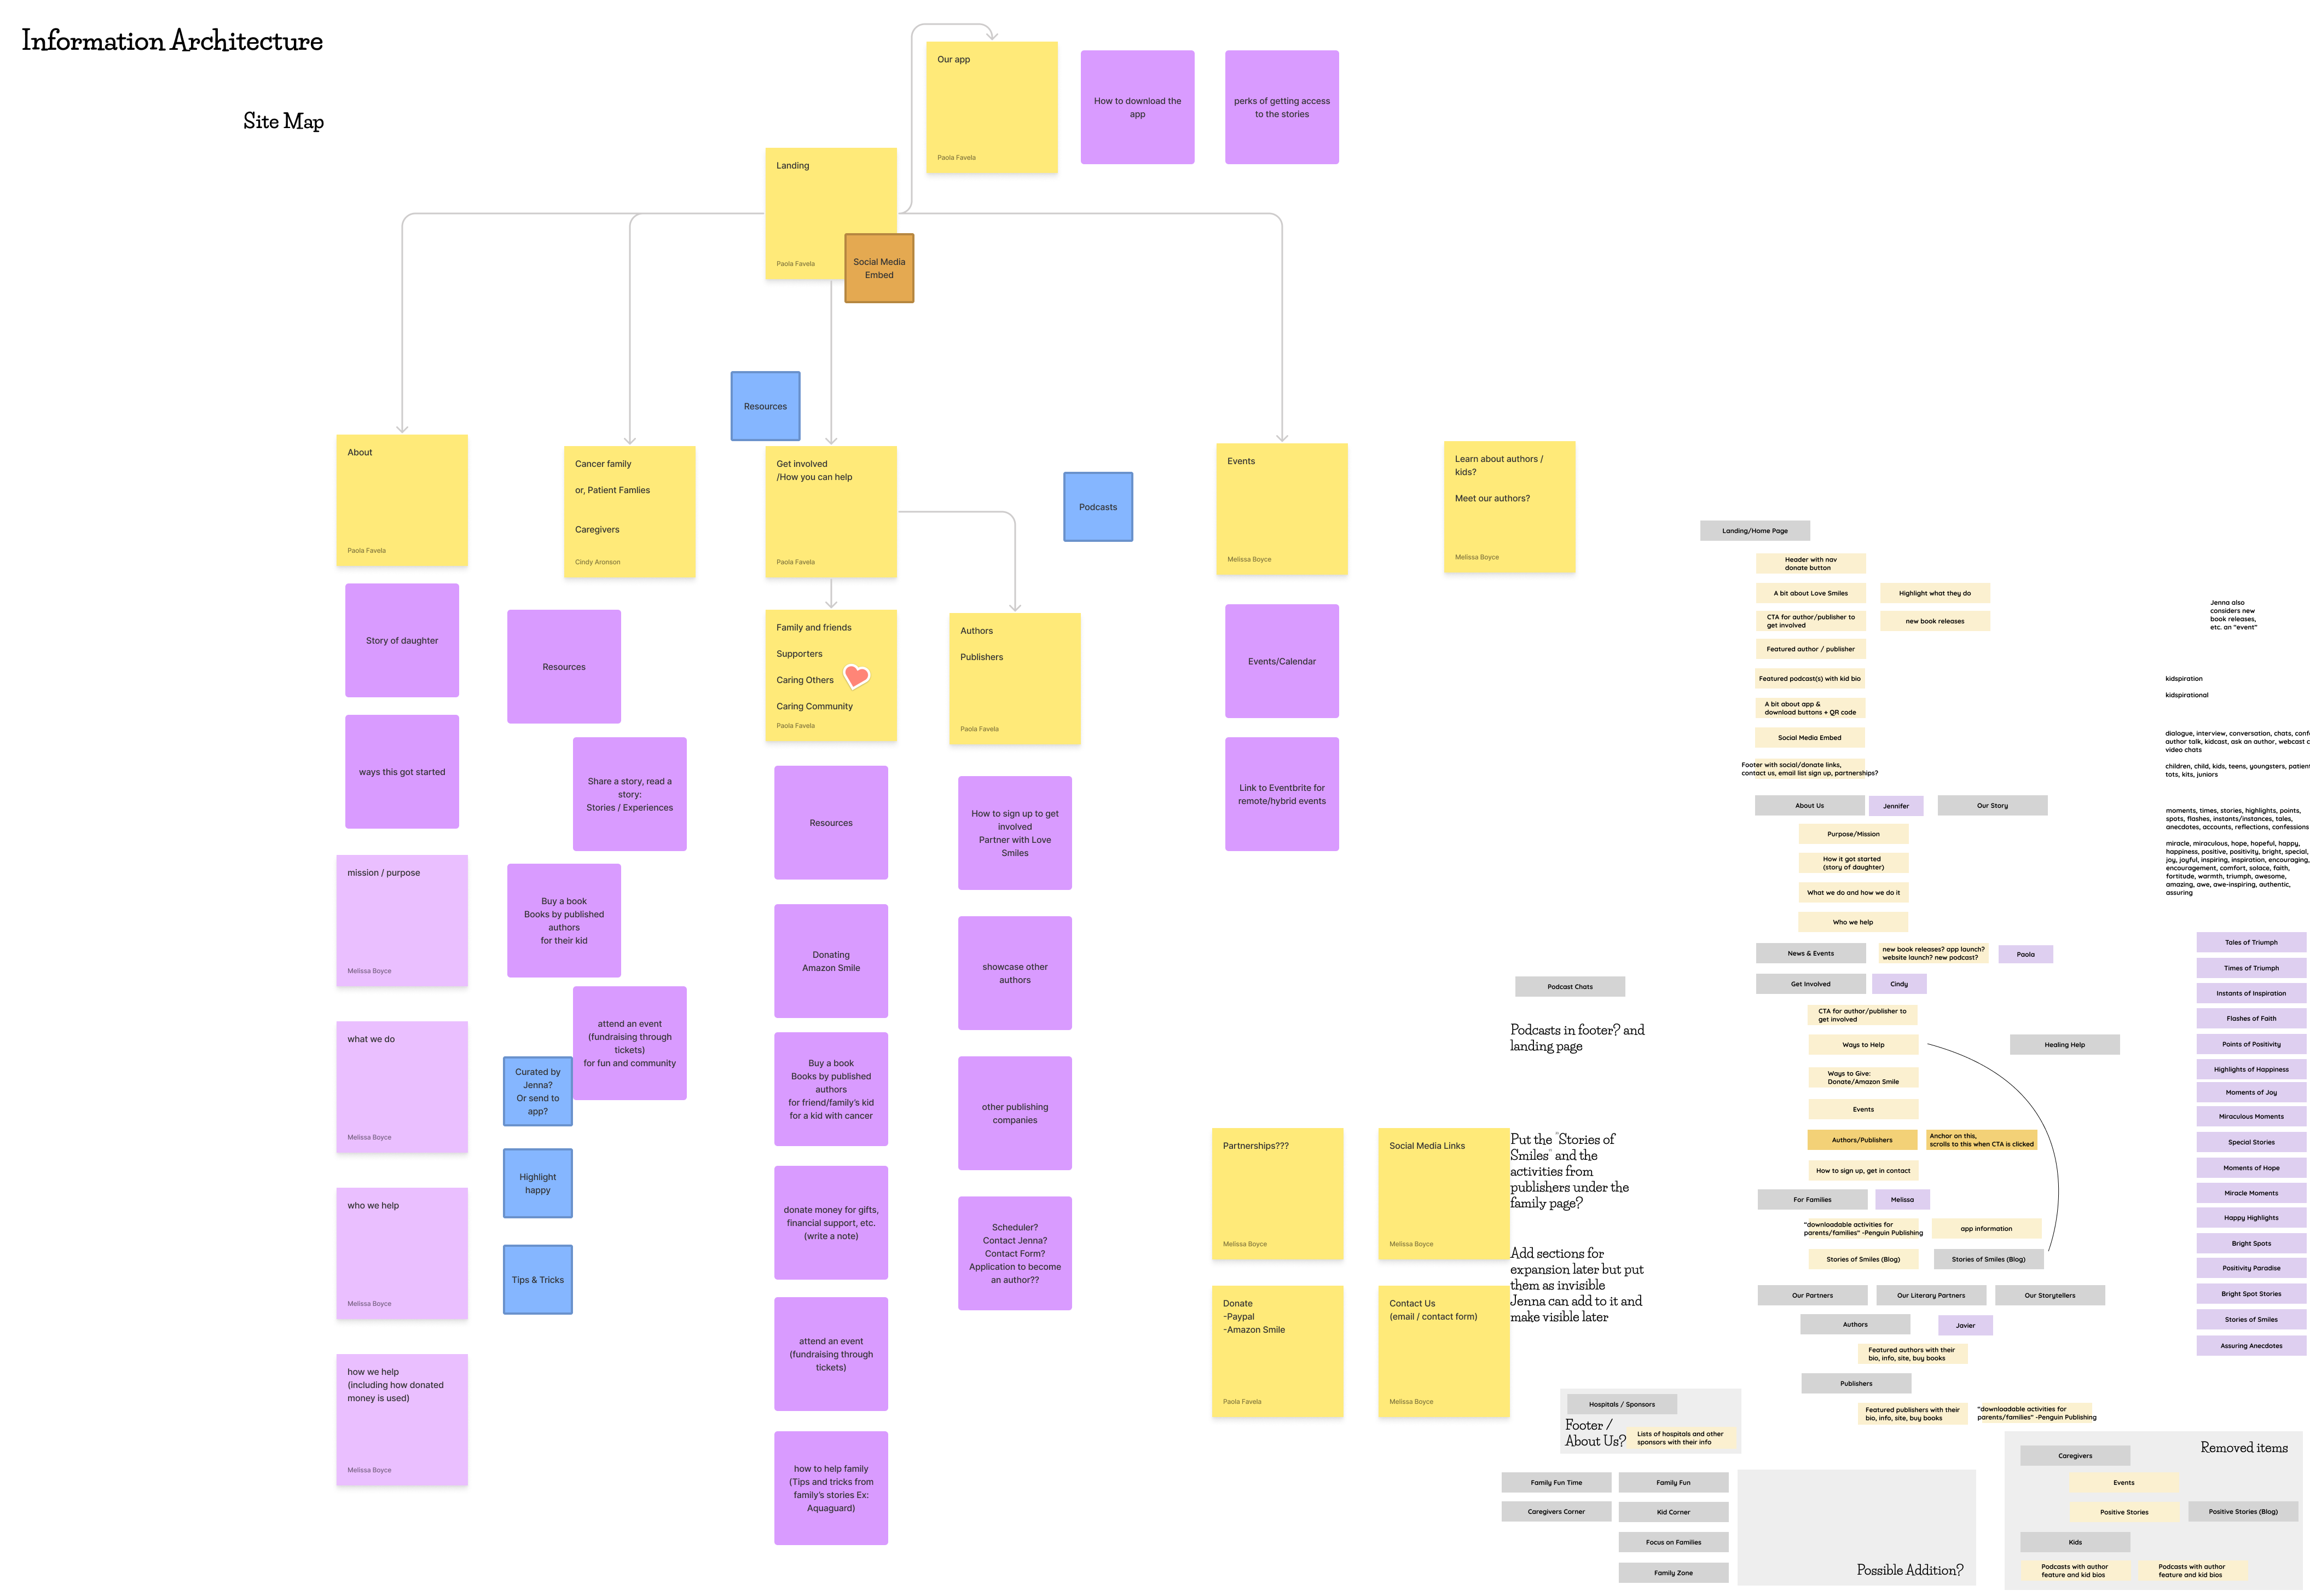 Information Architecture
Site Map
Our app
Paola Favela
How to download the
app
perks of getting access
to the stories
Landing
Paola Favela
Social Media
Embed
Resources
About
Paola Favela
Cancer family
or, Patient Famlies
Caregivers
Cindy Aronson
Get involved
/How you can help
Paola Favela
Podcasts
Events
Melissa Boyce
Learn about authors /
kids?
Meet our authors?
Melissa Boyce
Story of daughter
ways this got started
mission / purpose
Melissa Boyce
what we do
Melissa Boyce
who we help
Melissa Boyce
how we help
(including how donated
money is used)
Melissa Boyce
Resources
Share a story, read a
story:
Stories / Experiences
Buy a book
Books by published
authors
for their kid
attend an event
(fundraising through
tickets)
for fun and community
Curated by
Jenna?
Or send to
app?
Highlight
happy
Tips & Tricks
Family and friends
Supporters
Caring Others
Caring Community
Paola Favela
Resources
Donating
Amazon Smile
Buy a book
Books by published
authors
for friend/family's kid
for a kid with cancer
donate money for gifts,
financial support, etc.
(write a note)
attend an event
(fundraising through
tickets)
how to help family
(Tips and tricks from
family's stories Ex:
Aquaguard)
Authors
Publishers
Paola Favela
How to sign up to get
involved
Partner with Love
Smiles
showcase other
authors
other publishing
companies
Scheduler?
Contact Jenna?
Contact Form?
Application to become
an author??
Events/Calendar
Link to Eventbrite for
remote/hybrid events
Partnerships???
Melissa Boyce
Social Media Links
Melissa Boyce
Donate
-Paypal
-Amazon Smile
Paola Favela
Contact Us
(email / contact form)
Melissa Boyce
Podcast Chats
Podcasts in footer? and
landing page
Put the "Stories of
Smiles" and the
activities from
publishers under the
family page?
Add sections for
expansion later but put
them as invisible
Jenna can add to it and
make visible later
Hospitals / Sponsors
Footer /
About Us?
Lists of hospitals and other
sponsors with their info
Family Fun Time
Family Fun
Caregivers Corner
Kid Corner
Focus on Families
Family Zone
Possible Addition?
Landing/Home Page
Header with nav
donate button
A bit about Love Smiles
Highlight what they do
CTA for author/publisher to
get involved
new book releases
Featured author / publisher
Featured podcast(s) with kid bio
A bit about app &
download buttons + QR code
Social Media Embed
Footer with social/donate links,
contact us, email list sign up, partnerships?
About Us
Jennifer
Our Story
Purpose/Mission
How it got started
(story of daughter)
What we do and how we do it
Who we help
News & Events
new book releases? app launch?
website launch? new podcast?
Paola
Get Involved
Cindy
CTA for author/publisher to
get involved
Ways to Help
Healing Help
Ways to Give:
Donate/Amazon Smile
Events
Authors/Publishers
Anchor on this,
scrolls to this when CTA is clicked
How to sign up, get in contact
For Families
Melissa
"downloadable activities for
parents/families" -Penguin Publishing
app information
Stories of Smiles (Blog)
Stories of Smiles (Blog)
Our Partners
Our Literary Partners
Our Storytellers
Authors
Javier
Featured authors with their
bio, info, site, buy books
Publishers
Featured publishers with their
bio, info, site, buy books
"downloadable activities for
parents/families" -Penguin Publishing
Removed items
Caregivers
Events
Positive Stories
Positive Stories (Blog)
Kids
Podcasts with author
feature and kid bios
Podcasts with author
feature and kid bios
Jenna also
considers new
book releases,
etc. an "event"
kidspiration
kidspirational
dialogue, interview, conversation, chats,
author talk, kidcast, ask an author, webcast
video chats
children, child, kids, teens, youngsters,
tots, kits, juniors
moments, times, stories, highlights, points,
spots, flashes, instants/instances, tales,
anecdotes, accounts, reflections, confessions
miracle, miraculous, hope, hopeful, happy,
happiness, positive, positivity, bright, special,
joy, joyful, inspiring, inspiration, encouraging,
encouragement, comfort, solace, faith,
fortitude, warmth, triumph, awesome,
amazing, awe, awe-inspiring, authentic,
assuring
Tales of Triumph
Times of Triumph
Instants of Inspiration
Flashes of Faith
Points of Positivity
Highlights of Happiness
Moments of Joy
Miraculous Moments
Special Stories
Moments of Hope
Miracle Moments
Happy Highlights
Bright Spots
Positivity Paradise
Bright Spot Stories
Stories of Smiles
Assuring Anecdotes